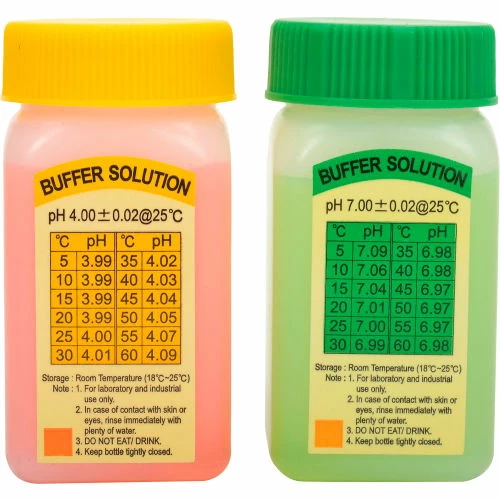 BUFFER SOLUTION
pH 4.00±0.02@25℃
℃ pH ℃ pH
5 3.99 35 4.02
10 3.99 40 4.03
15 3.99 45 4.04
20 3.99 50 4.05
25 4.00 55 4.07
30 4.01 60 4.09
Storage : Room Temperature (18℃~25℃)
Note : 1. For laboratory and industrial
use only.
2. In case of contact with skin or
eyes, rinse immediately with
plenty of water.
3. DO NOT EAT/ DRINK.
4. Keep bottle tightly closed.
BUFFER SOLUTION
pH 7.00±0.02@25℃
℃ pH ℃ pH
5 7.09 35 6.98
10 7.06 40 6.98
15 7.04 45 6.97
20 7.01 50 6.97
25 7.00 55 6.97
30 6.99 60 6.98
Storage : Room Temperature (18℃~25℃)
Note : 1. For laboratory and industrial
use only.
2. In case of contact with skin or
eyes, rinse immediately with
plenty of water.
3. DO NOT EAT/ DRINK.
4. Keep bottle tightly closed.